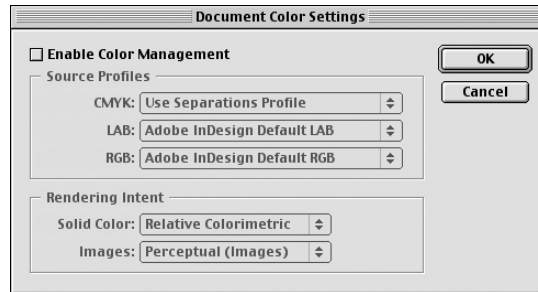 Document Color Settings
Enable Color Management
OK
Cancel
Source Profiles
CMYK: Use Separations Profile
LAB: Adobe InDesign Default LAB
RGB: Adobe InDesign Default RGB
Rendering Intent
Solid Color: Relative Colorimetric
Images: Perceptual (Images)